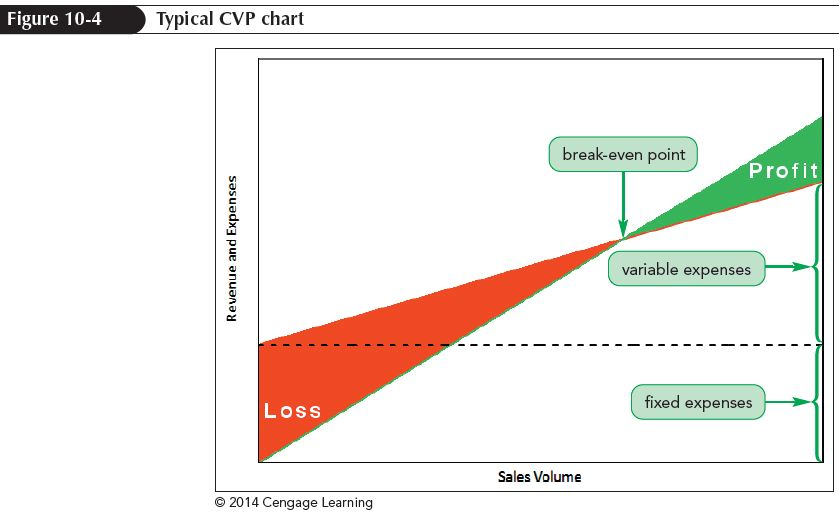 Figure 10-4 Typical CVP chart
break-even point
Profit
Revenue and Expenses
variable expenses
fixed expenses
Loss
Sales Volume
© 2014 Cengage Learning